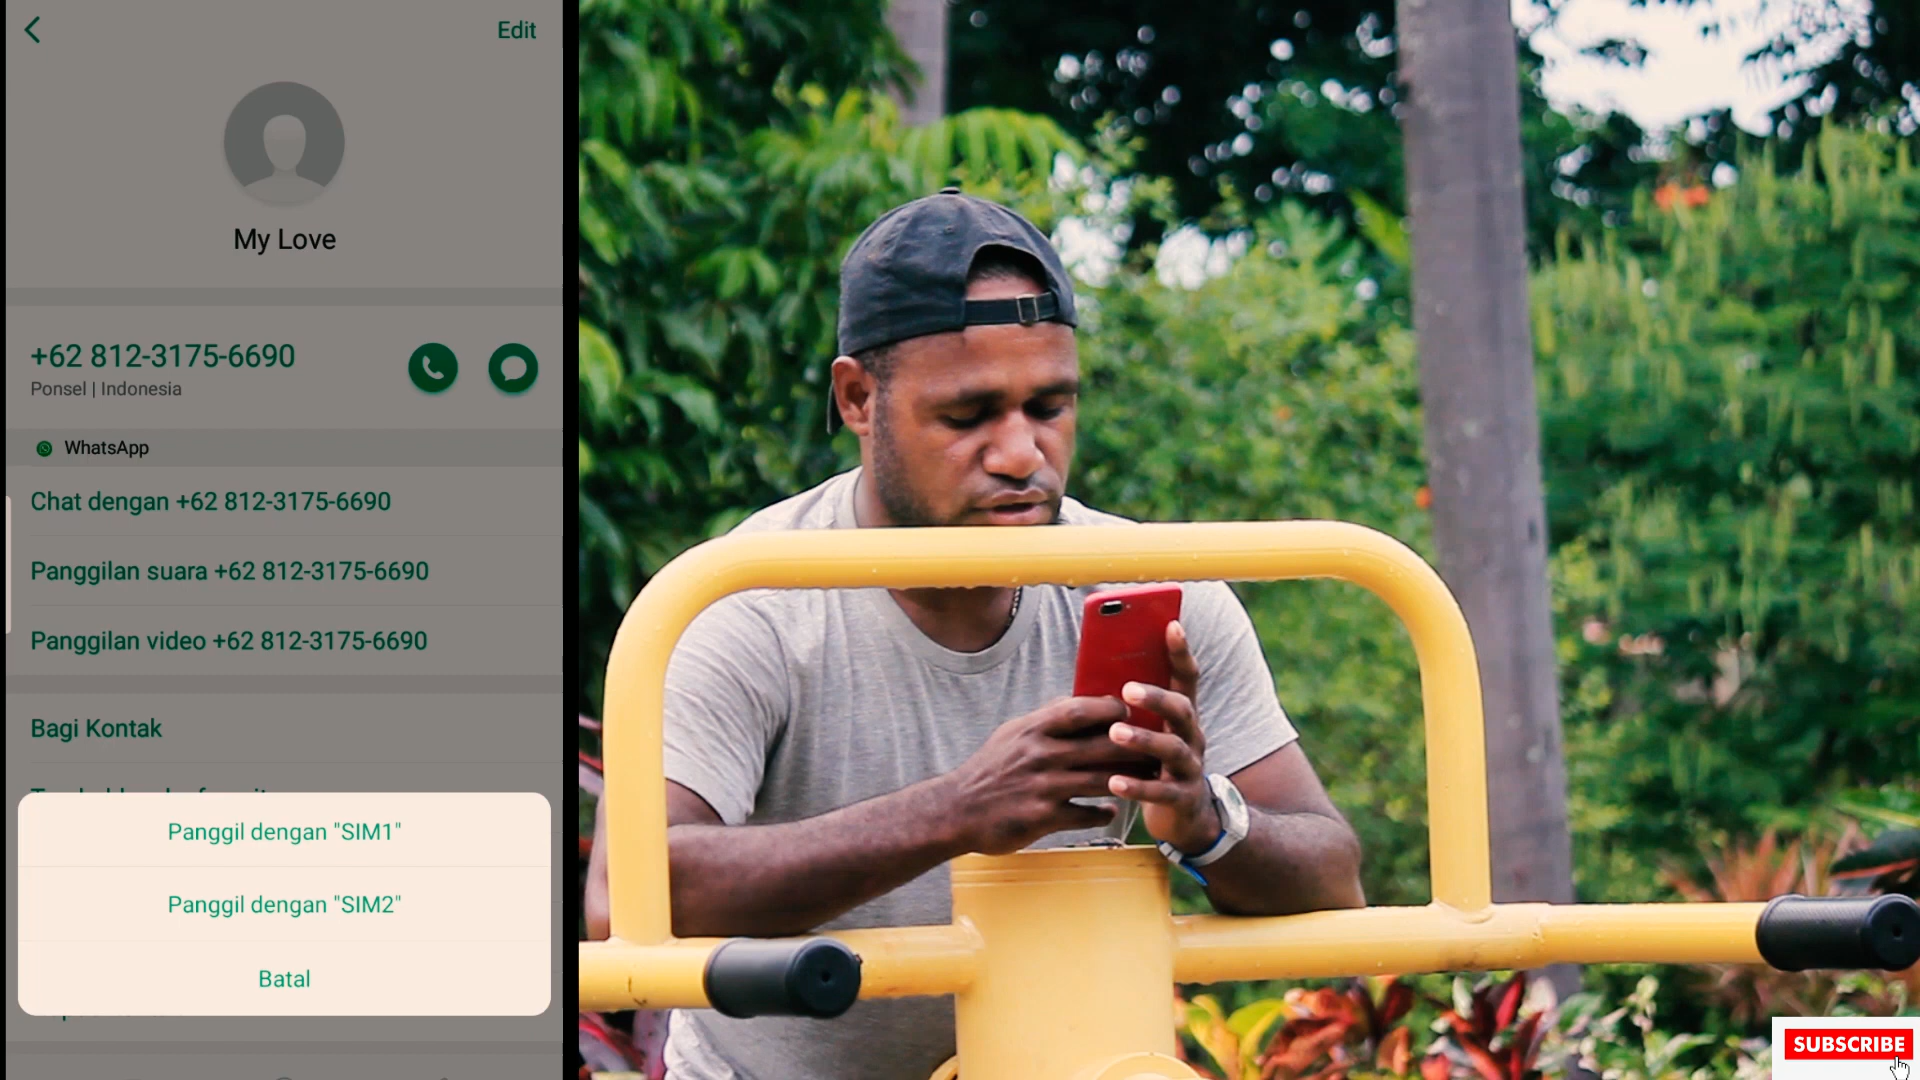 Edit
My Love
+62 812-3175-6690
Ponsel | Indonesia
WhatsApp
Chat dengan +62 812-3175-6690
Panggilan suara +62 812-3175-6690
Panggilan video +62 812-3175-6690
Bagi Kontak
Panggil dengan "SIM1"
Panggil dengan "SIM2"
Batal
SUBSCRIBE